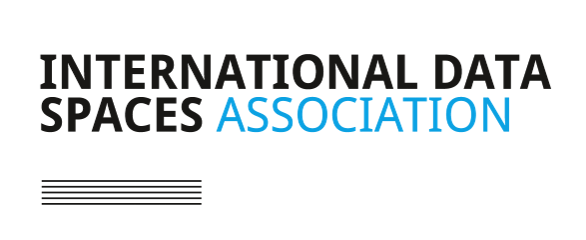 INTERNATIONAL DATA
SPACES ASSOCIATION